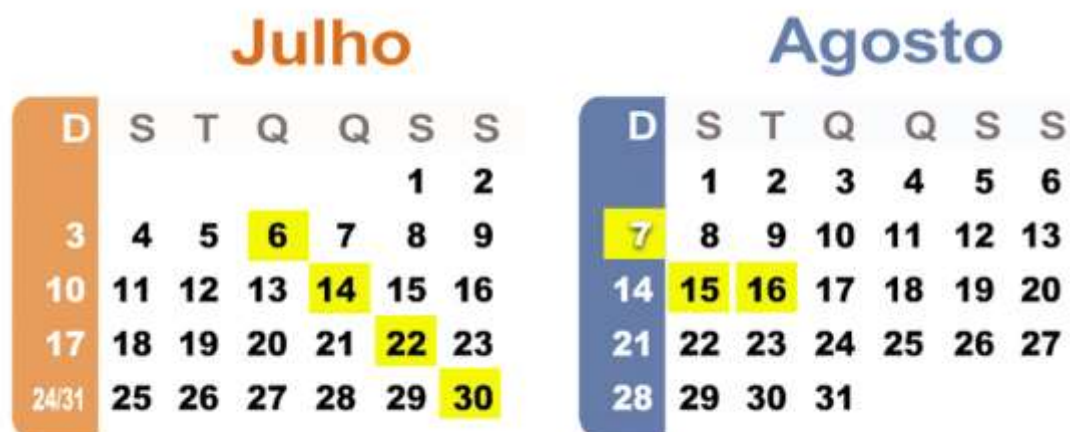 Julho
D S T Q Q S S
1 2
3 4 5 6 7 8 9
10 11 12 13 14 15 16
17 18 19 20 21 22 23
24/31 25 26 27 28 29 30
Agosto
D S T Q Q S S
1 2 3 4 5 6
7 8 9 10 11 12 13
14 15 16 17 18 19 20
21 22 23 24 25 26 27
28 29 30 31